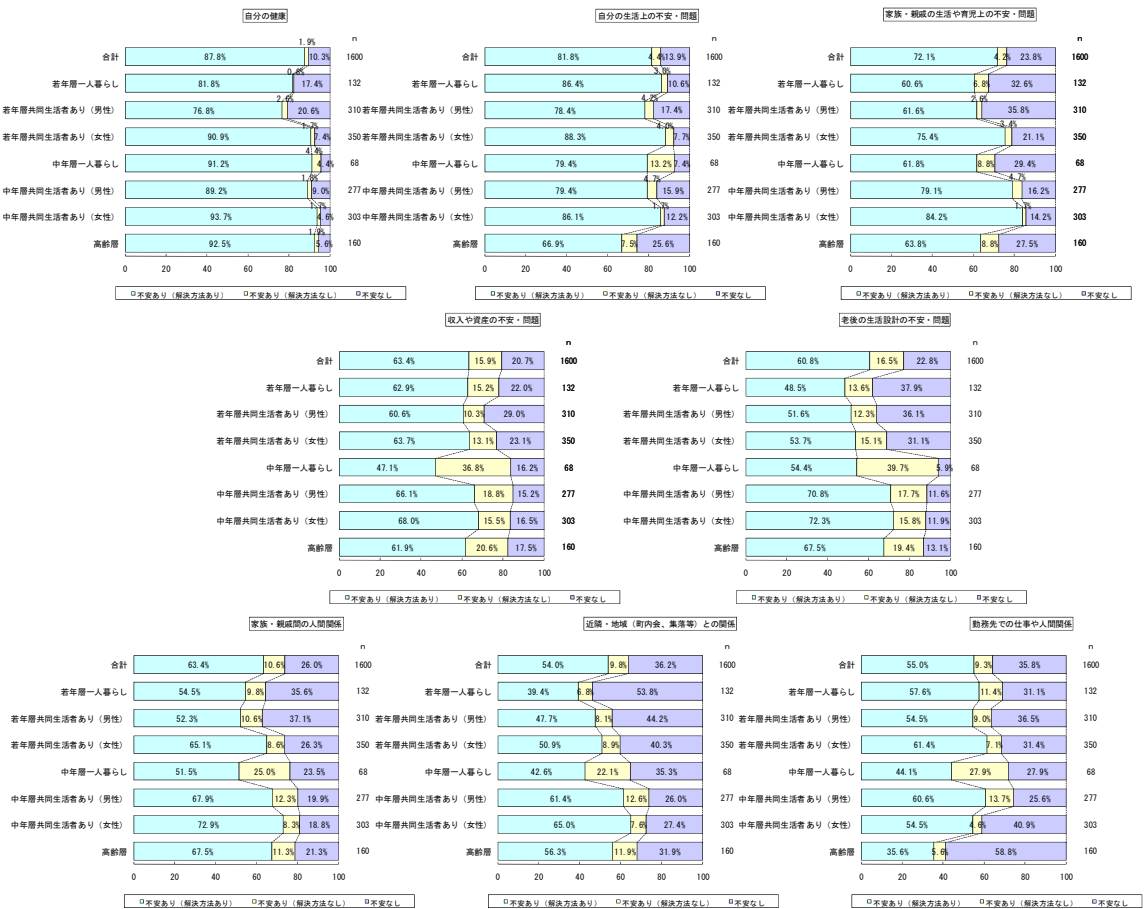 自分の健康
n
合計 87.8% 1.9% 10.3% 1600
若年層一人暮らし 81.8% 0.8% 17.4% 132
若年層共同生活者あり（男性） 76.8% 2.6% 20.6% 310
若年層共同生活者あり（女性） 90.9% 1.7% 7.4% 350
中年層一人暮らし 91.2% 4.4% 4.4% 68
中年層共同生活者あり（男性） 89.2% 1.8% 9.0% 277
中年層共同生活者あり（女性） 93.7% 1.7% 4.6% 303
高齢層 92.5% 1.9% 5.6% 160
0 20 40 60 80 100
不安あり（解決方法あり） 不安あり（解決方法なし） 不安なし
自分の生活上の不安・問題
n
合計 81.8% 4.4% 13.9% 1600
若年層一人暮らし 86.4% 3.0% 10.6% 132
若年層共同生活者あり（男性） 78.4% 4.2% 17.4% 310
若年層共同生活者あり（女性） 88.3% 4.0% 7.7% 350
中年層一人暮らし 79.4% 13.2% 7.4% 68
中年層共同生活者あり（男性） 79.4% 4.7% 15.9% 277
中年層共同生活者あり（女性） 86.1% 1.7% 12.2% 303
高齢層 66.9% 7.5% 25.6% 160
0 20 40 60 80 100
不安あり（解決方法あり） 不安あり（解決方法なし） 不安なし
家族・親戚の生活や育児上の不安・問題
n
合計 72.1% 4.2% 23.8% 1600
若年層一人暮らし 60.6% 6.8% 32.6% 132
若年層共同生活者あり（男性） 61.6% 2.6% 35.8% 310
若年層共同生活者あり（女性） 75.4% 3.4% 21.1% 350
中年層一人暮らし 61.8% 8.8% 29.4% 68
中年層共同生活者あり（男性） 79.1% 4.7% 16.2% 277
中年層共同生活者あり（女性） 84.2% 1.7% 14.2% 303
高齢層 63.8% 8.8% 27.5% 160
0 20 40 60 80 100
不安あり（解決方法あり） 不安あり（解決方法なし） 不安なし
収入や資産の不安・問題
n
合計 63.4% 15.9% 20.7% 1600
若年層一人暮らし 62.9% 15.2% 22.0% 132
若年層共同生活者あり（男性） 60.6% 10.3% 29.0% 310
若年層共同生活者あり（女性） 63.7% 13.1% 23.1% 350
中年層一人暮らし 47.1% 36.8% 16.2% 68
中年層共同生活者あり（男性） 66.1% 18.8% 15.2% 277
中年層共同生活者あり（女性） 68.0% 15.5% 16.5% 303
高齢層 61.9% 20.6% 17.5% 160
0 20 40 60 80 100
不安あり（解決方法あり） 不安あり（解決方法なし） 不安なし
老後の生活設計の不安・問題
n
合計 60.8% 16.5% 22.8% 1600
若年層一人暮らし 48.5% 13.6% 37.9% 132
若年層共同生活者あり（男性） 51.6% 12.3% 36.1% 310
若年層共同生活者あり（女性） 53.7% 15.1% 31.1% 350
中年層一人暮らし 54.4% 39.7% 5.9% 68
中年層共同生活者あり（男性） 70.8% 17.7% 11.6% 277
中年層共同生活者あり（女性） 72.3% 15.8% 11.9% 303
高齢層 67.5% 19.4% 13.1% 160
0 20 40 60 80 100
不安あり（解決方法あり） 不安あり（解決方法なし） 不安なし
家族・親戚間の人間関係
n
合計 63.4% 10.6% 26.0% 1600
若年層一人暮らし 54.5% 9.8% 35.6% 132
若年層共同生活者あり（男性） 52.3% 10.6% 37.1% 310
若年層共同生活者あり（女性） 65.1% 8.6% 26.3% 350
中年層一人暮らし 51.5% 25.0% 23.5% 68
中年層共同生活者あり（男性） 67.9% 12.3% 19.9% 277
中年層共同生活者あり（女性） 72.9% 8.3% 18.8% 303
高齢層 67.5% 11.3% 21.3% 160
0 20 40 60 80 100
不安あり（解決方法あり） 不安あり（解決方法なし） 不安なし
近隣・地域（町内会、集落等）との関係
n
合計 54.0% 9.8% 36.2% 1600
若年層一人暮らし 39.4% 6.8% 53.8% 132
若年層共同生活者あり（男性） 47.7% 8.1% 44.2% 310
若年層共同生活者あり（女性） 50.9% 8.9% 40.3% 350
中年層一人暮らし 42.6% 22.1% 35.3% 68
中年層共同生活者あり（男性） 61.4% 12.6% 26.0% 277
中年層共同生活者あり（女性） 65.0% 7.6% 27.4% 303
高齢層 56.3% 11.9% 31.9% 160
0 20 40 60 80 100
不安あり（解決方法あり） 不安あり（解決方法なし） 不安なし
勤務先での仕事や人間関係
n
合計 55.0% 9.3% 35.8% 1600
若年層一人暮らし 57.6% 11.4% 31.1% 132
若年層共同生活者あり（男性） 54.5% 9.0% 36.5% 310
若年層共同生活者あり（女性） 61.4% 7.1% 31.4% 350
中年層一人暮らし 44.1% 27.9% 27.9% 68
中年層共同生活者あり（男性） 60.6% 13.7% 25.6% 277
中年層共同生活者あり（女性） 54.5% 4.6% 40.9% 303
高齢層 35.6% 5.6% 58.8% 160
0 20 40 60 80 100
不安あり（解決方法あり） 不安あり（解決方法なし） 不安なし